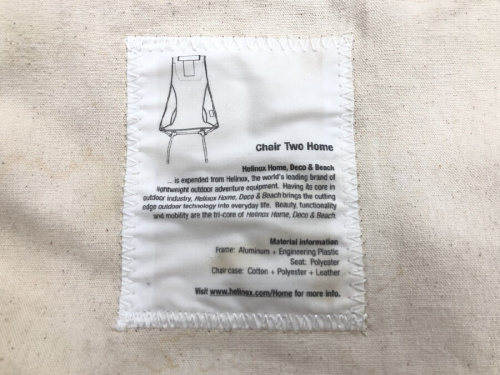 Chair Two Home
Helinox Home, Deco & Beach
... is expended from Helinox, the world's leading brand of
lightweight outdoor adventure equipment. Having its core in
outdoor industry, Helinox Home, Deco & Beach brings the cutting
edge outdoor technology into everyday life. Beauty, functionality
and mobility are the tri-core of Helinox Home, Deco & Beach.
Material information
Frame: Aluminum + Engineering Plastic
Seat: Polyester
Chair case: Cotton + Polyester + Leather
Visit www.helinox.com/Home for more info.